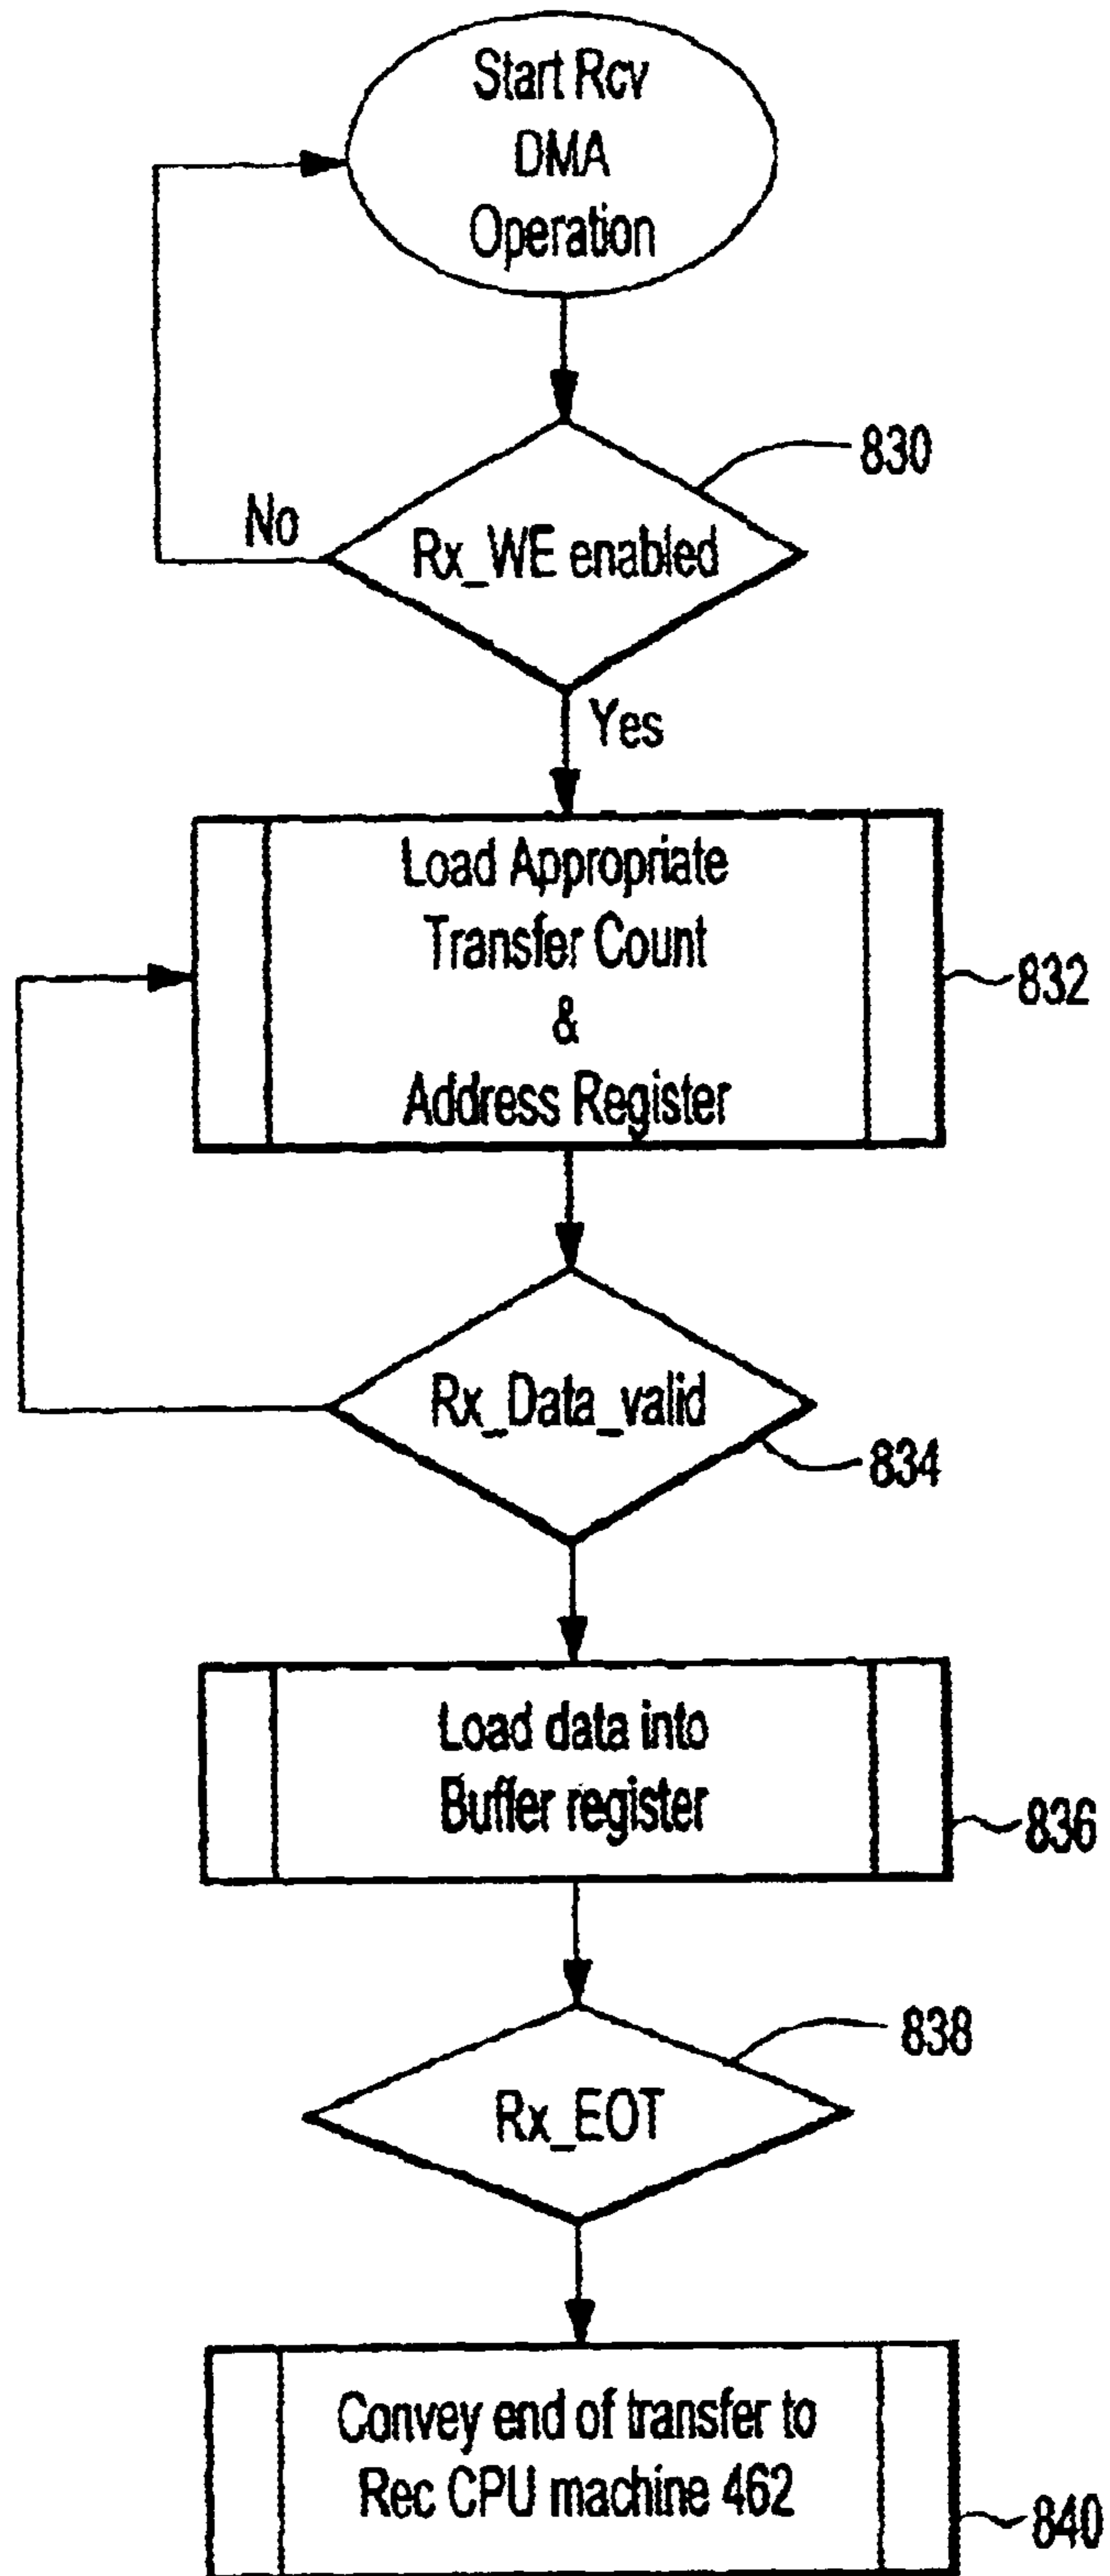 Start Rcv
DMA
Operation
830
No
Rx_WE enabled
Yes
Load Appropriate
Transfer Count
&
Address Register
832
Rx_Data_valid
834
Load data into
Buffer register
836
838
Rx_EOT
Convey end of transfer to
Rec CPU machine 462
840